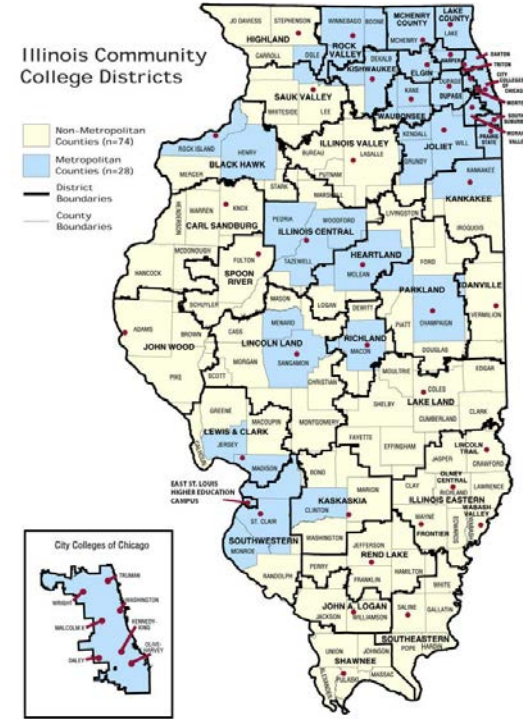 Illinois Community
College Districts
Non-Metropolitan
Counties (n=74)
Metropolitan
Counties (n=28)
District
Boundaries
County
Boundaries
JO DAVIESS
STEPHENSON
WINNEBAGO
BOONE
MCHENRY
COUNTY
LAKE
COUNTY
HIGHLAND
ROCK
VALLEY
MCHENRY
LAKE
CARROLL
OGLE
DEKALB
KISHWAUKEE
ELGIN
HARPER
OAKTON
TRITON
CITY
COLLEGES
OF
KANE
DUPAGE
DUPAGE
SAUK VALLEY
WHITESIDE
LEE
WAUBONSEE
KENDALL
ROCK ISLAND
HENRY
BLACK HAWK
MERCER
ILLINOIS VALLEY
BUREAU
LASALLE
PUTNAM
GRUNDY
JOLIET
WILL
PRAIRIE
STATE
STARK
MARSHALL
KANKAKEE
KANKAKEE
HENDERSON
WARREN
KNOX
CARL SANDBURG
PEORIA
WOODFORD
ILLINOIS CENTRAL
TAZEWELL
LIVINGSTON
IROQUOIS
MCDONOUGH
FULTON
SPOON
RIVER
HEARTLAND
MCLEAN
FORD
HANCOCK
SCHUYLER
MASON
LOGAN
DEWITT
PARKLAND
PIATT
CHAMPAIGN
DANVILLE
VERMILION
ADAMS
BROWN
JOHN WOOD
CASS
MENARD
LINCOLN LAND
MORGAN
SANGAMON
RICHLAND
MACON
DOUGLAS
PIKE
SCOTT
CHRISTIAN
MOULTRIE
COLES
EDGAR
LAKE LAND
SHELBY
CUMBERLAND
CLARK
GREENE
MACOUPIN
MONTGOMERY
LEWIS & CLARK
CALHOUN
JERSEY
MADISON
FAYETTE
EFFINGHAM
JASPER
LINCOLN
TRAIL
CRAWFORD
EAST ST. LOUIS
HIGHER EDUCATION
CAMPUS
BOND
KASKASKIA
CLINTON
MARION
CLAY
OLNEY
CENTRAL
RICHLAND
LAWRENCE
ILLINOIS EASTERN
WABASH
VALLEY
ST. CLAIR
SOUTHWESTERN
MONROE
WASHINGTON
WAYNE
FRONTIER
EDWARDS
WABASH
RANDOLPH
PERRY
JEFFERSON
REND LAKE
FRANKLIN
HAMILTON
WHITE
JOHN A. LOGAN
JACKSON
WILLIAMSON
SALINE
GALLATIN
SOUTHEASTERN
UNION
JOHNSON
POPE
HARDIN
SHAWNEE
ALEXANDER
PULASKI
MASSAC
City Colleges of Chicago
TRUMAN
WRIGHT
WASHINGTON
MALCOLM X
KENNEDY-
KING
DALEY
OLIVE-
HARVEY